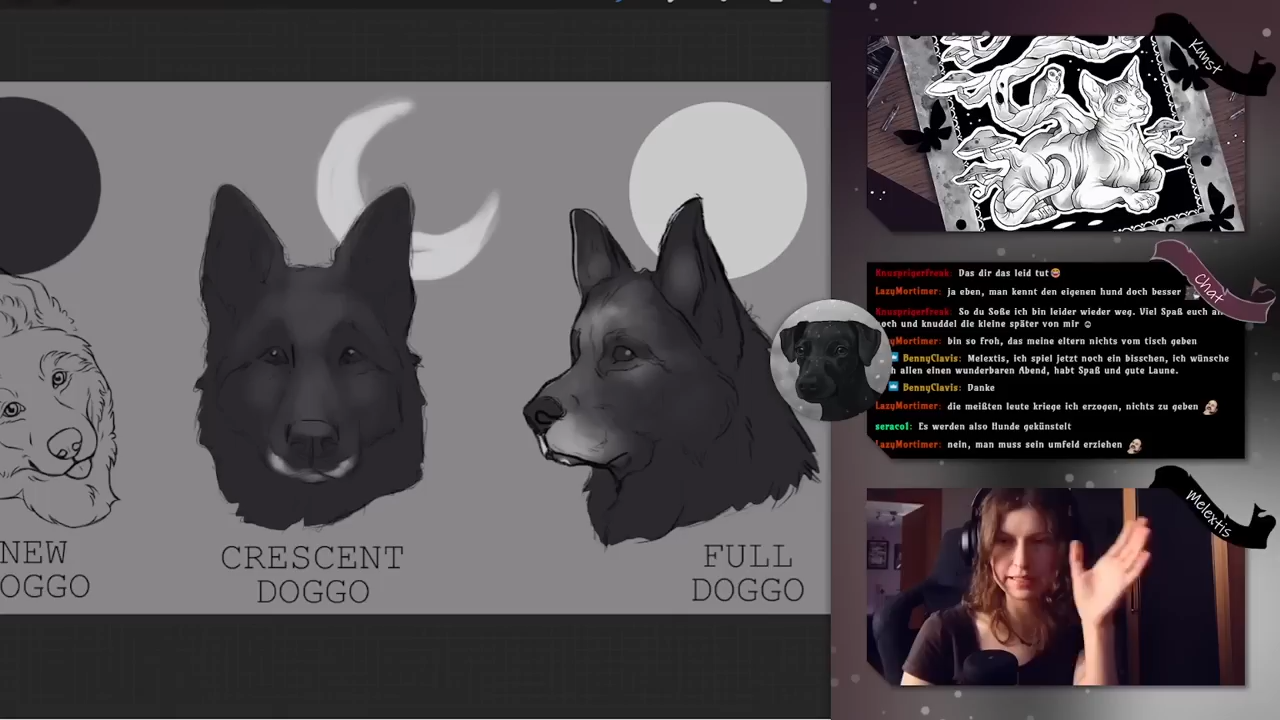 NEW
OGGO
CRESCENT
DOGGO
FULL
DOGGO
Kunst
Chat
Knusprigerfreak: Das dir das leid tut
LazyMortimer: ja eben, man kennt den eigenen hund doch besser
Knusprigerfreak: So du Soße ich bin leider wieder weg. Viel Spaß euch
och und knuddel die kleine später von mir
Mortimer: bin so froh, das meine eltern nichts vom tisch geben
BennyClavis: Melextis, ich spiel jetzt noch ein bisschen, ich wünsche
h allen einen wunderbaren Abend, habt Spaß und gute Laune.
BennyClavis: Danke
LazyMortimer: die meißten leute kriege ich erzogen, nichts zu geben
seraco1: Es werden also Hunde gekünstelt
LazyMortimer: nein, man muss sein umfeld erziehen
Melextis